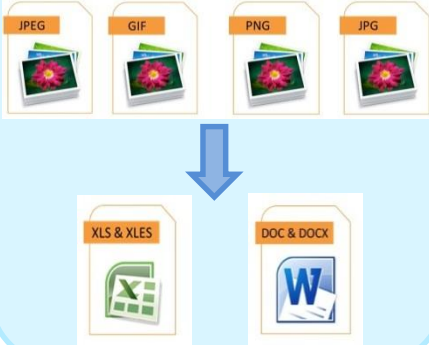 JPEG
GIF
PNG
JPG
XLS & XLES
DOC & DOCX